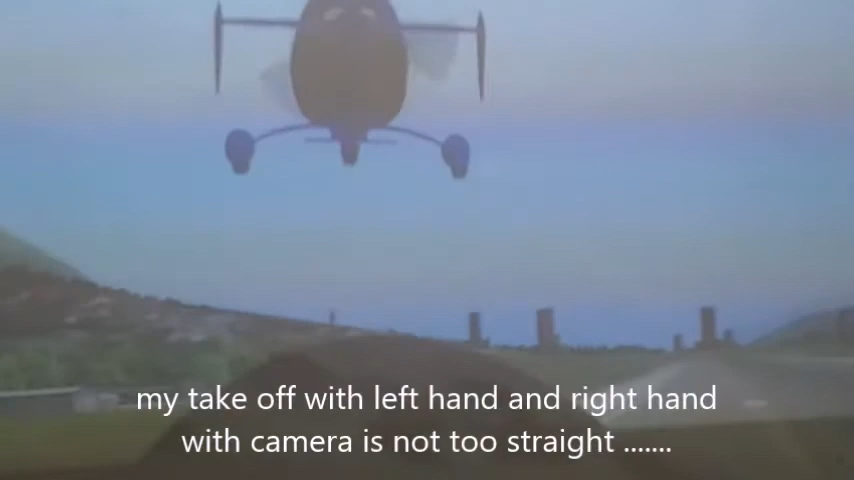 my take off with left hand and right hand
with camera is not too straight .......